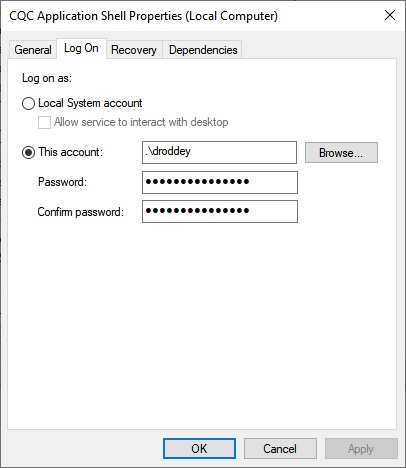 CQC Application Shell Properties (Local Computer)
General Log On Recovery Dependencies
Log on as:
Local System account
Allow service to interact with desktop
This account: .\droddey Browse...
Password: ●●●●●●●●●●●●●●●
Confirm password: ●●●●●●●●●●●●●●●
OK Cancel Apply